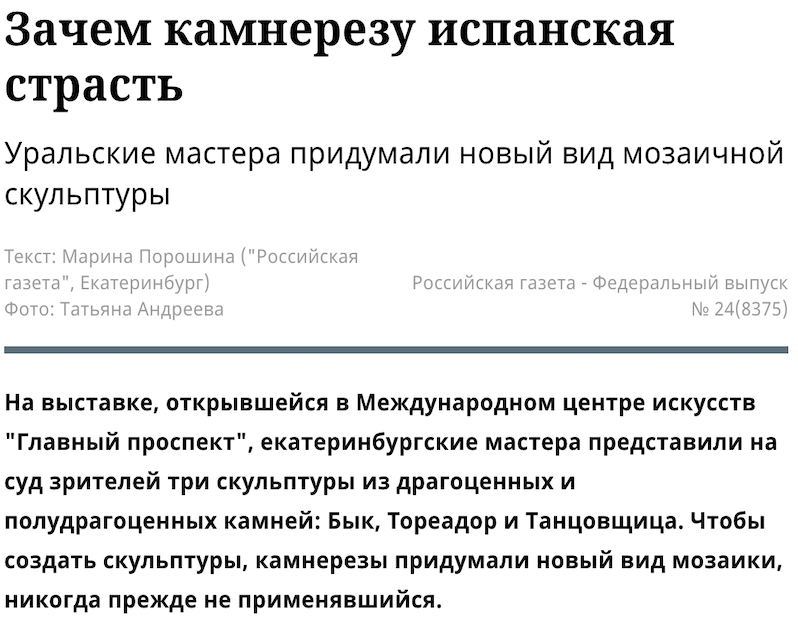 Зачем камнерезу испанская
страсть
Уральские мастера придумали новый вид мозаичной
скульптуры
Текст: Марина Порошина ("Российская
газета", Екатеринбург)
Фото: Татьяна Андреева
Российская газета - Федеральный выпуск
№ 24(8375)
На выставке, открывшейся в Международном центре искусств
"Главный проспект", екатеринбургские мастера представили на
суд зрителей три скульптуры из драгоценных и
полудрагоценных камней: Бык, Тореадор и Танцовщица. Чтобы
создать скульптуры, камнерезы придумали новый вид мозаики,
никогда прежде не применявшийся.